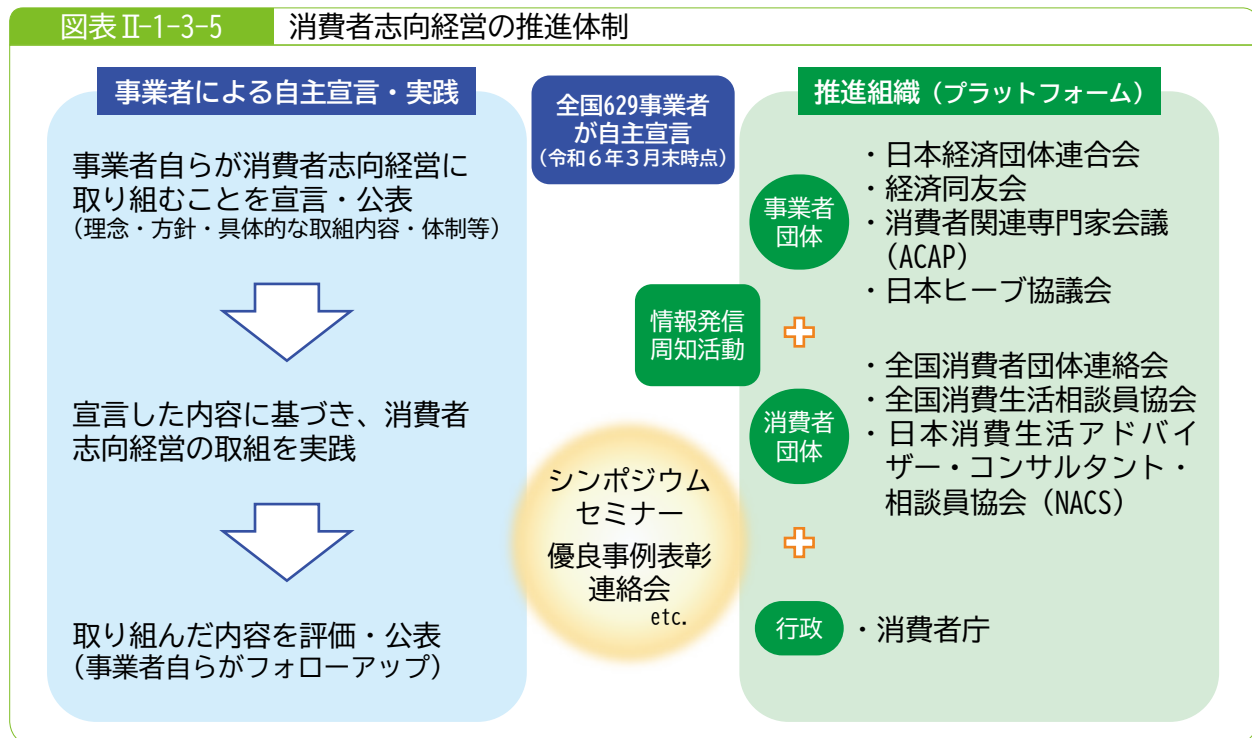 図表Ⅱ-1-3-5
消費者志向経営の推進体制
事業者による自主宣言・実践
事業者自らが消費者志向経営に
取り組むことを宣言・公表
（理念・方針・具体的な取組内容・体制等）
宣言した内容に基づき、消費者
志向経営の取組を実践
取り組んだ内容を評価・公表
（事業者自らがフォローアップ）
全国629事業者
が自主宣言
（令和６年３月末時点）
情報発信
周知活動
シンポジウム
セミナー
優良事例表彰
連絡会
etc.
推進組織（プラットフォーム）
事業者
団体
・日本経済団体連合会
・経済同友会
・消費者関連専門家会議
（ACAP）
・日本ヒーブ協議会
消費者
団体
・全国消費者団体連絡会
・全国消費生活相談員協会
・日本消費生活アドバイ
ザー・コンサルタント・
相談員協会（NACS）
行政
・消費者庁